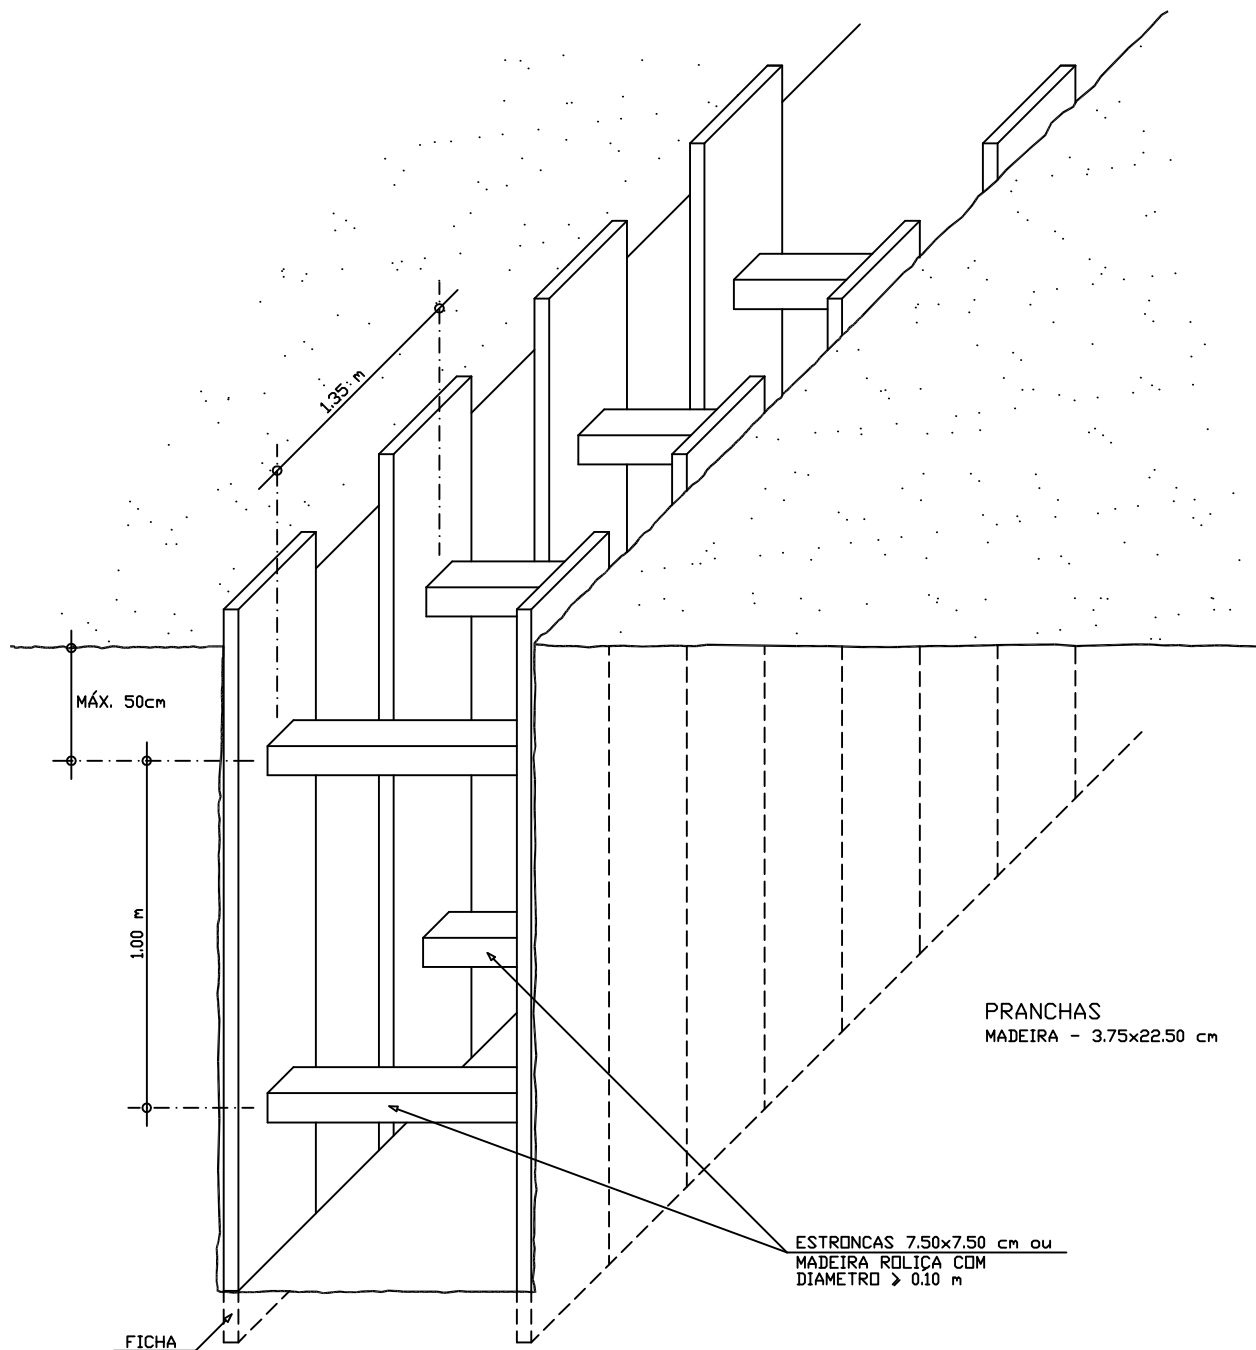 1.35 m
MÁX. 50cm
1.00 m
PRANCHAS
MADEIRA - 3.75x22.50 cm
ESTRONCAS 7.50x7.50 cm ou
MADEIRA ROLIÇA COM
DIAMETRO > 0.10 m
FICHA